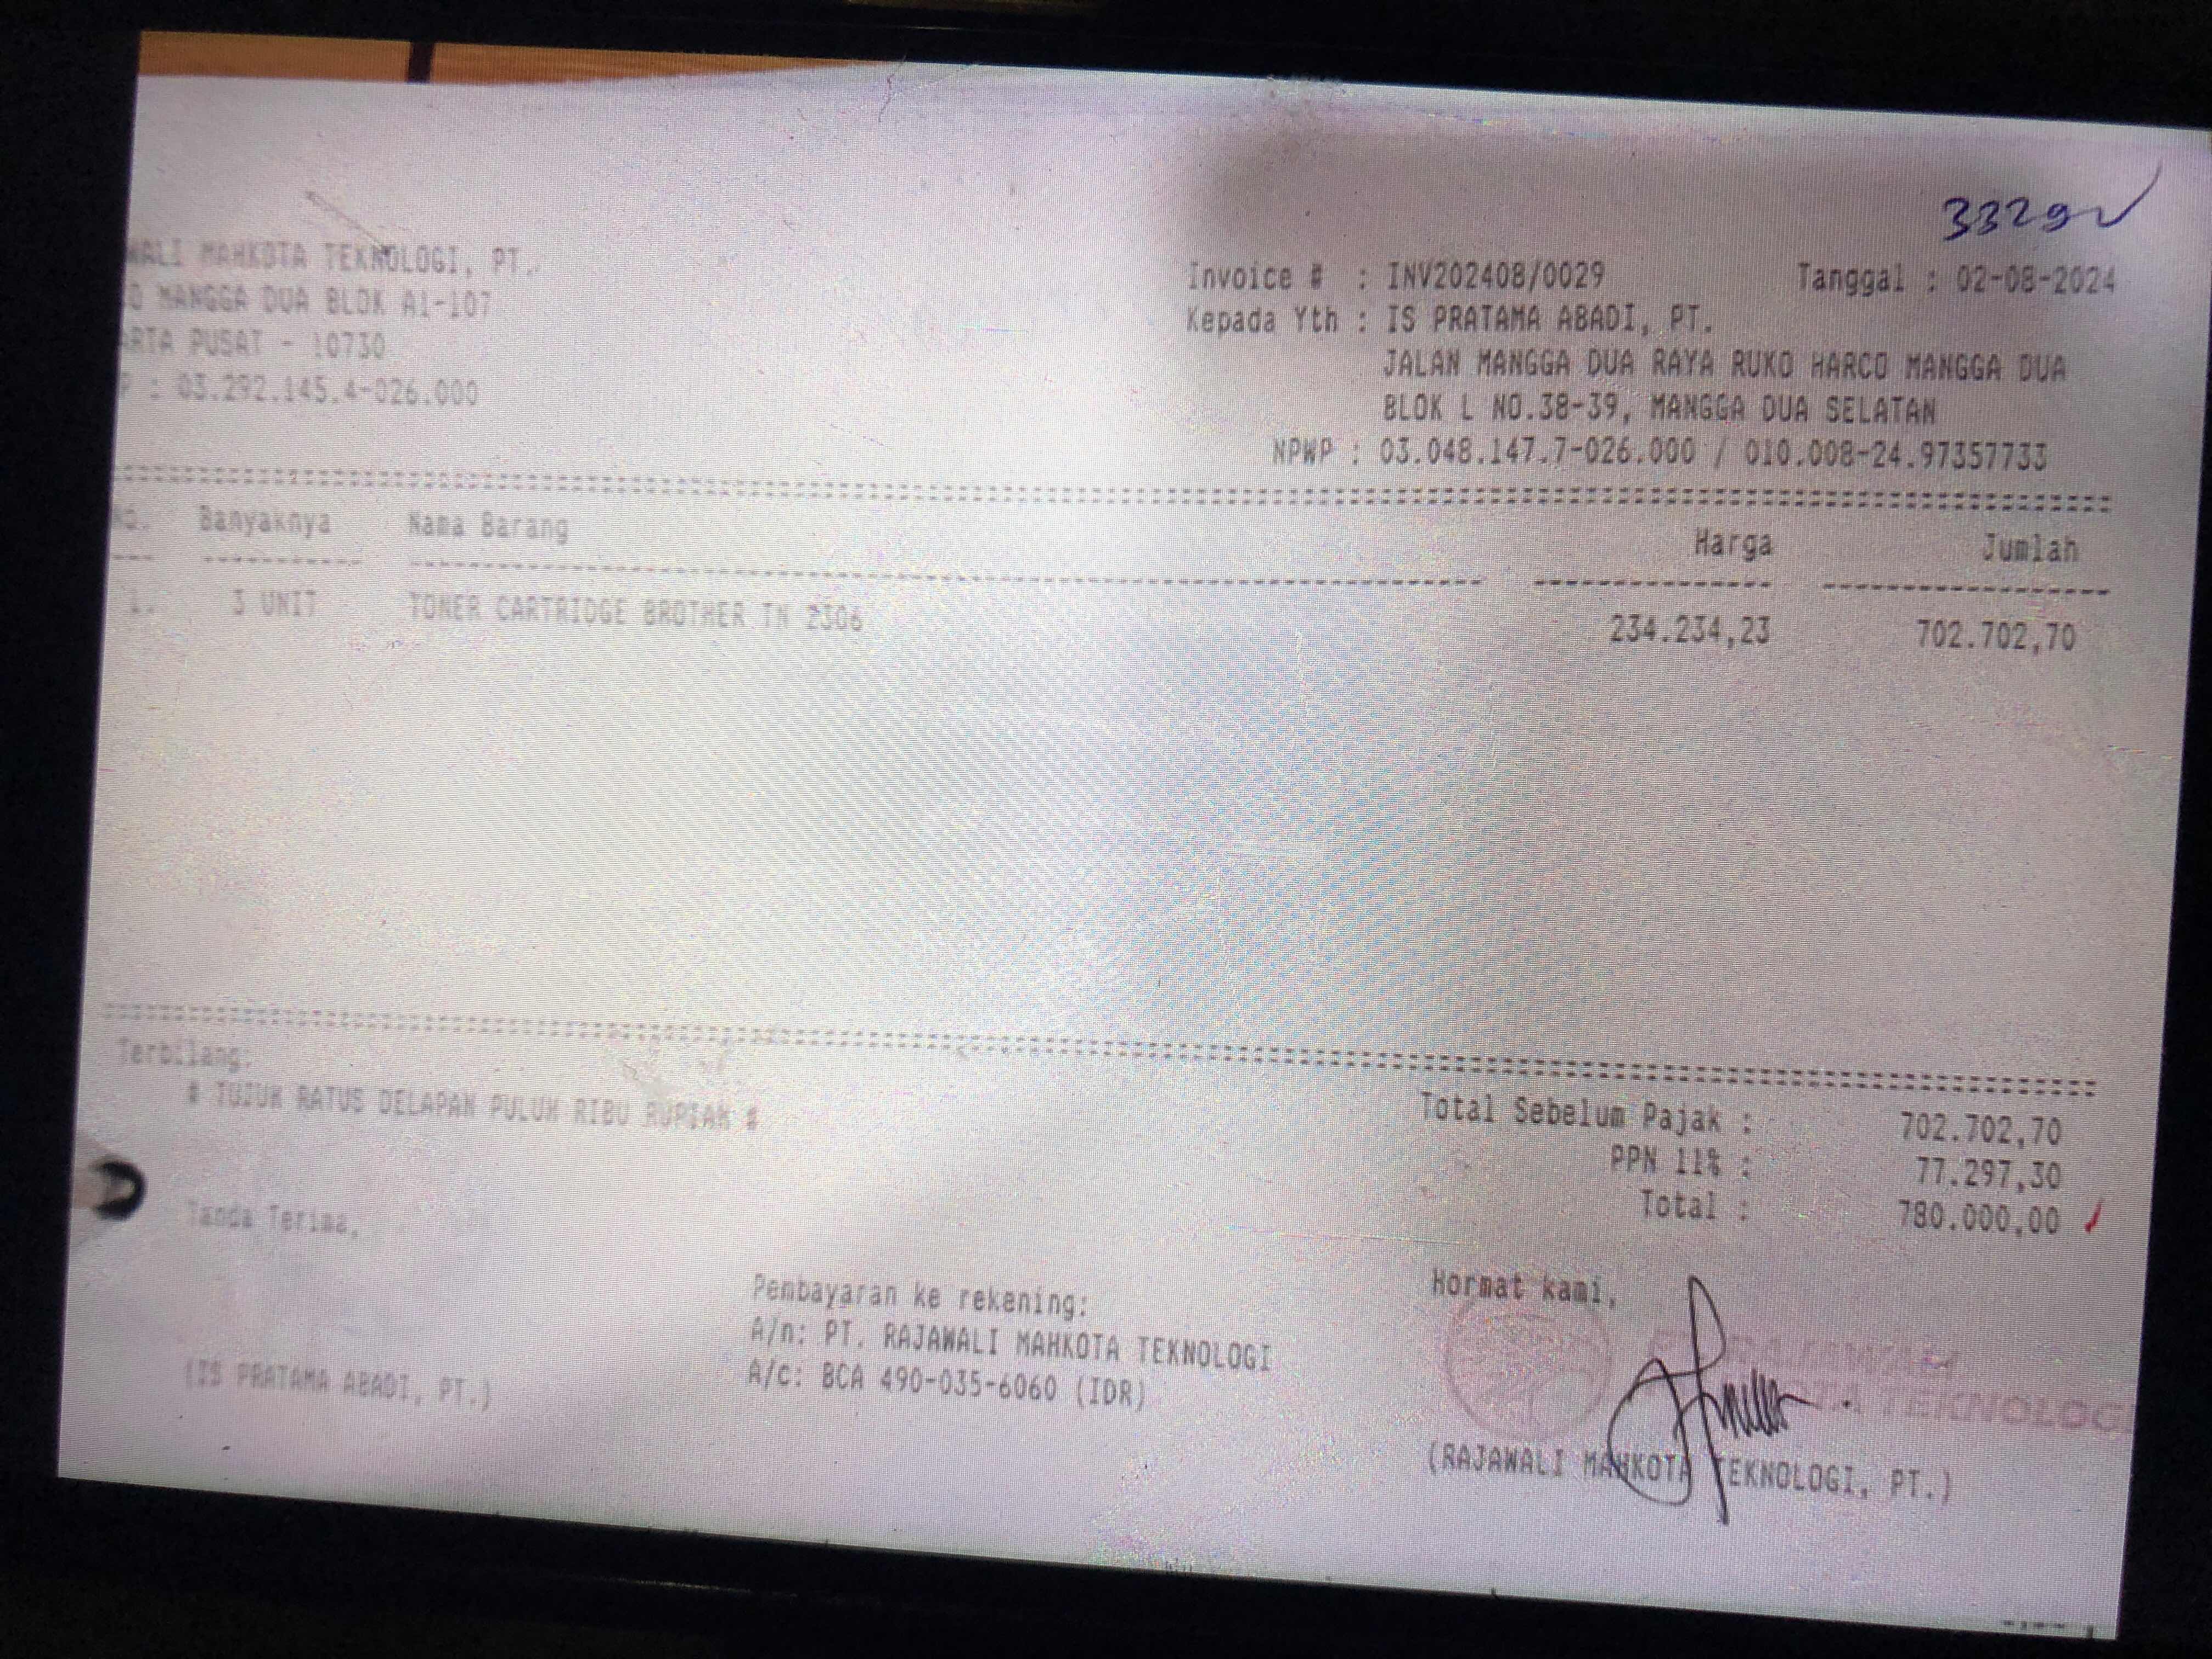 WALI MAHKOTA TEKNOLOGI, PT.
CO MANGGA DUA BLOK A1-107
ARTA PUSAT - 10730
P : 03.292.145.4-026.000
3329
Invoice # : INV202408/0029 Tanggal : 02-08-2024
Kepada Yth : IS PRATAMA ABADI, PT.
JALAN MANGGA DUA RAYA RUKO HARCO MANGGA DUA
BLOK L NO.38-39, MANGGA DUA SELATAN
NPWP : 03.048.147.7-026.000 / 010.008-24.97357733
No. Banyaknya Nama Barang Harga Jumlah
1. 3 UNIT TONER CARTRIDGE BROTHER TN 2306 234.234,23 702.702,70
Terbilang:
# TUJUH RATUS DELAPAN PULUH RIBU RUPIAH #
Total Sebelum Pajak : 702.702,70
PPN 11% : 77.297,30
Total : 780.000,00
Tanda Terima,
(IS PRATAMA ABADI, PT.)
Pembayaran ke rekening:
A/n: PT. RAJAWALI MAHKOTA TEKNOLOGI
A/c: BCA 490-035-6060 (IDR)
Hormat kami,
RAJAWALI
TA TEKNOLOGI
(RAJAWALI MAHKOTA TEKNOLOGI, PT.)